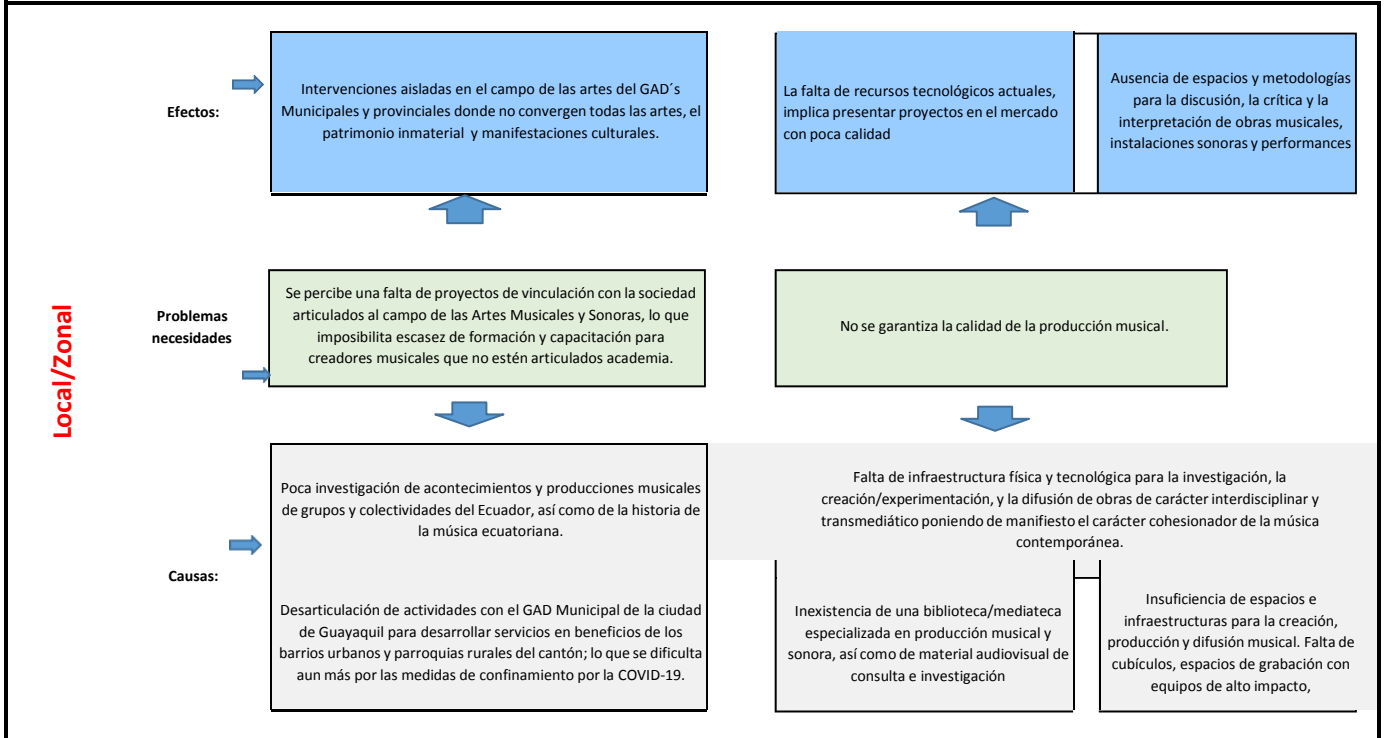 Efectos:
Intervenciones aisladas en el campo de las artes del GAD´s
Municipales y provinciales donde no convergen todas las artes, el
patrimonio inmaterial y manifestaciones culturales.
La falta de recursos tecnológicos actuales,
implica presentar proyectos en el mercado
con poca calidad
Ausencia de espacios y metodologías
para la discusión, la crítica y la
interpretación de obras musicales,
instalaciones sonoras y performances
Local/Zonal
Problemas
necesidades
Se percibe una falta de proyectos de vinculación con la sociedad
articulados al campo de las Artes Musicales y Sonoras, lo que
imposibilita escasez de formación y capacitación para
creadores musicales que no estén articulados academia.
No se garantiza la calidad de la producción musical.
Causas:
Poca investigación de acontecimientos y producciones musicales
de grupos y colectividades del Ecuador, así como de la historia de
la música ecuatoriana.
Desarticulación de actividades con el GAD Municipal de la ciudad
de Guayaquil para desarrollar servicios en beneficios de los
barrios urbanos y parroquias rurales del cantón; lo que se dificulta
aun más por las medidas de confinamiento por la COVID-19.
Falta de infraestructura física y tecnológica para la investigación, la
creación/experimentación, y la difusión de obras de carácter interdisciplinar y
transmediático poniendo de manifiesto el carácter cohesionador de la música
contemporánea.
Inexistencia de una biblioteca/mediateca
especializada en producción musical y
sonora, así como de material audiovisual de
consulta e investigación
Insuficiencia de espacios e
infraestructuras para la creación,
producción y difusión musical. Falta de
cubículos, espacios de grabación con
equipos de alto impacto,